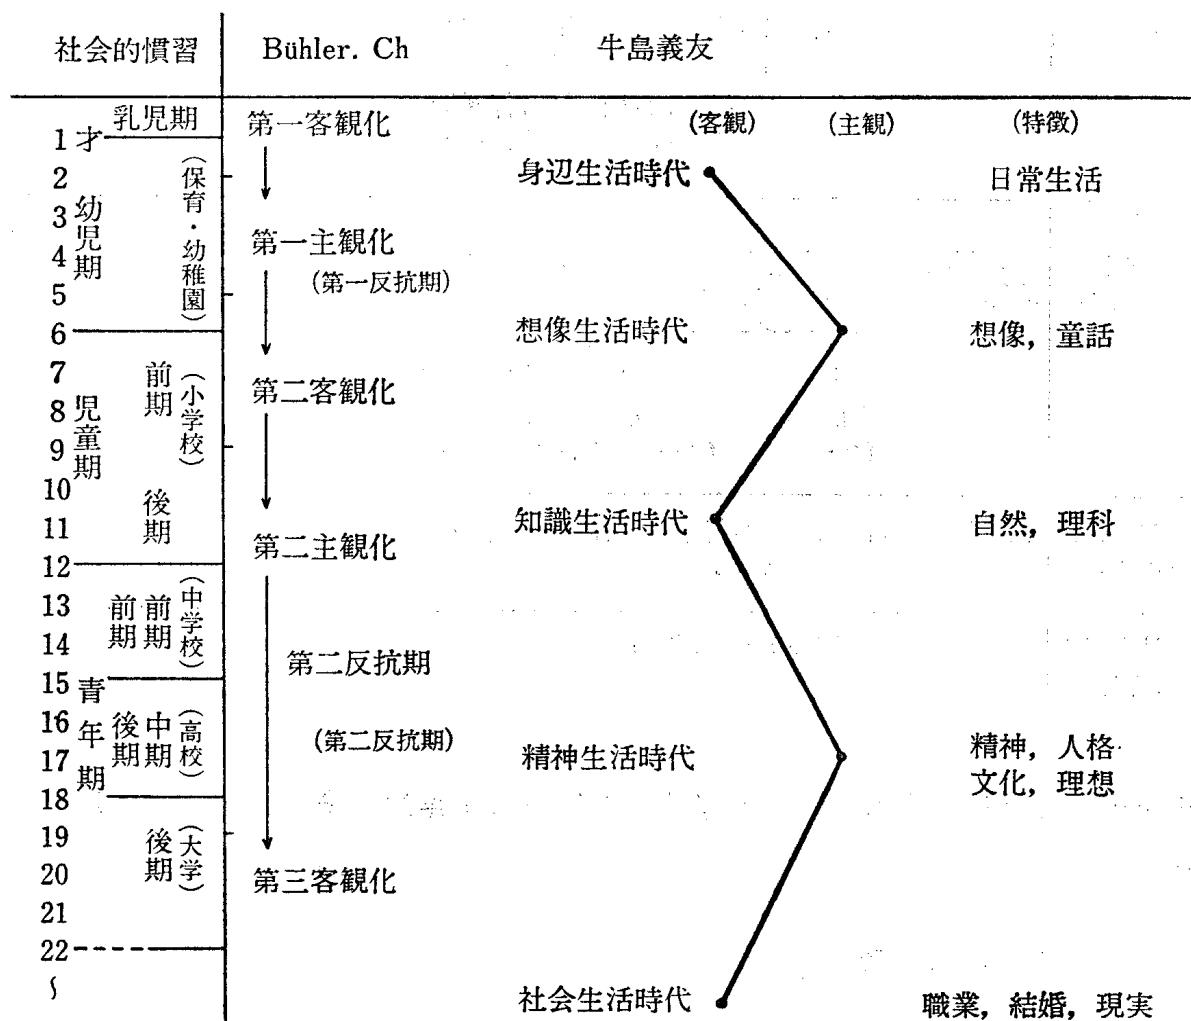 社会的慣習 Bühler. Ch 牛島義友
乳児期 第一客観化 (客観) (主観) (特徴)
1才
2 身辺生活時代 日常生活
3
4 第一主観化
5 (第一反抗期)
幼児期
(保育・幼稚園)
6 想像生活時代 想像, 童話
7
8 第二客観化
9
10
11 知識生活時代 自然, 理科
第二主観化
児童期
前期
(小学校)
後期
12
13
14
前期
前期
(中学校)
第二反抗期
15
16
17
青年期
後期
中期
(高校)
(第二反抗期)
精神生活時代 精神, 人格
文化, 理想
18
19
20 第三客観化
21
後期
(大学)
22
〜 社会生活時代 職業, 結婚, 現実